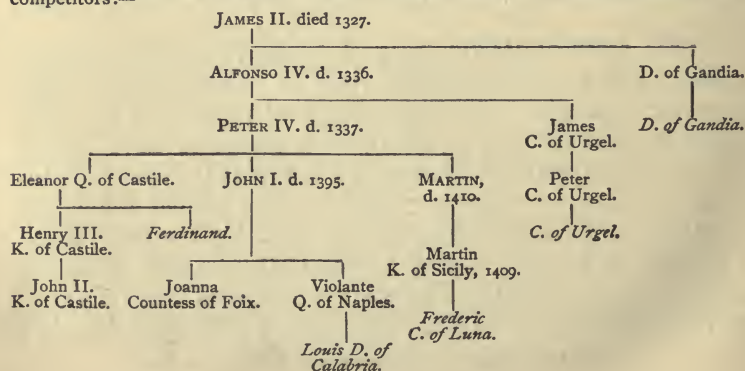 competitors:—
JAMES II. died 1327.
ALFONSO IV. d. 1336.
D. of Gandia.
PETER IV. d. 1337.
James
C. of Urgel.
D. of Gandia.
Eleanor Q. of Castile.
JOHN I. d. 1395.
MARTIN,
d. 1410.
Peter
C. of Urgel.
Henry III.
K. of Castile.
Ferdinand.
C. of Urgel.
John II.
K. of Castile.
Joanna
Countess of Foix.
Violante
Q. of Naples.
Martin
K. of Sicily, 1409.
Louis D. of
Calabria.
Frederic
C. of Luna.